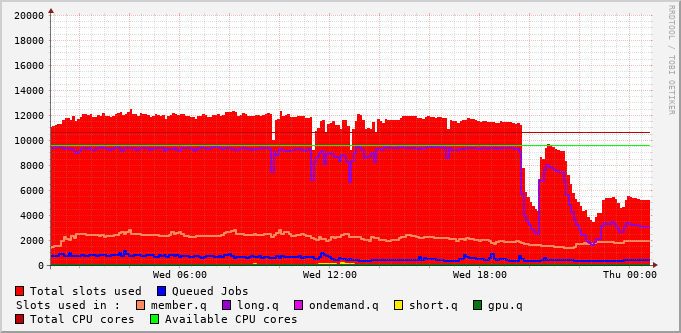 RRDTOOL / TOBI OETIKER
20000
18000
16000
14000
12000
10000
8000
6000
4000
2000
0
Wed 06:00 Wed 12:00 Wed 18:00 Thu 00:00
Total slots used Queued Jobs
Slots used in : member.q long.q ondemand.q short.q gpu.q
Total CPU cores Available CPU cores